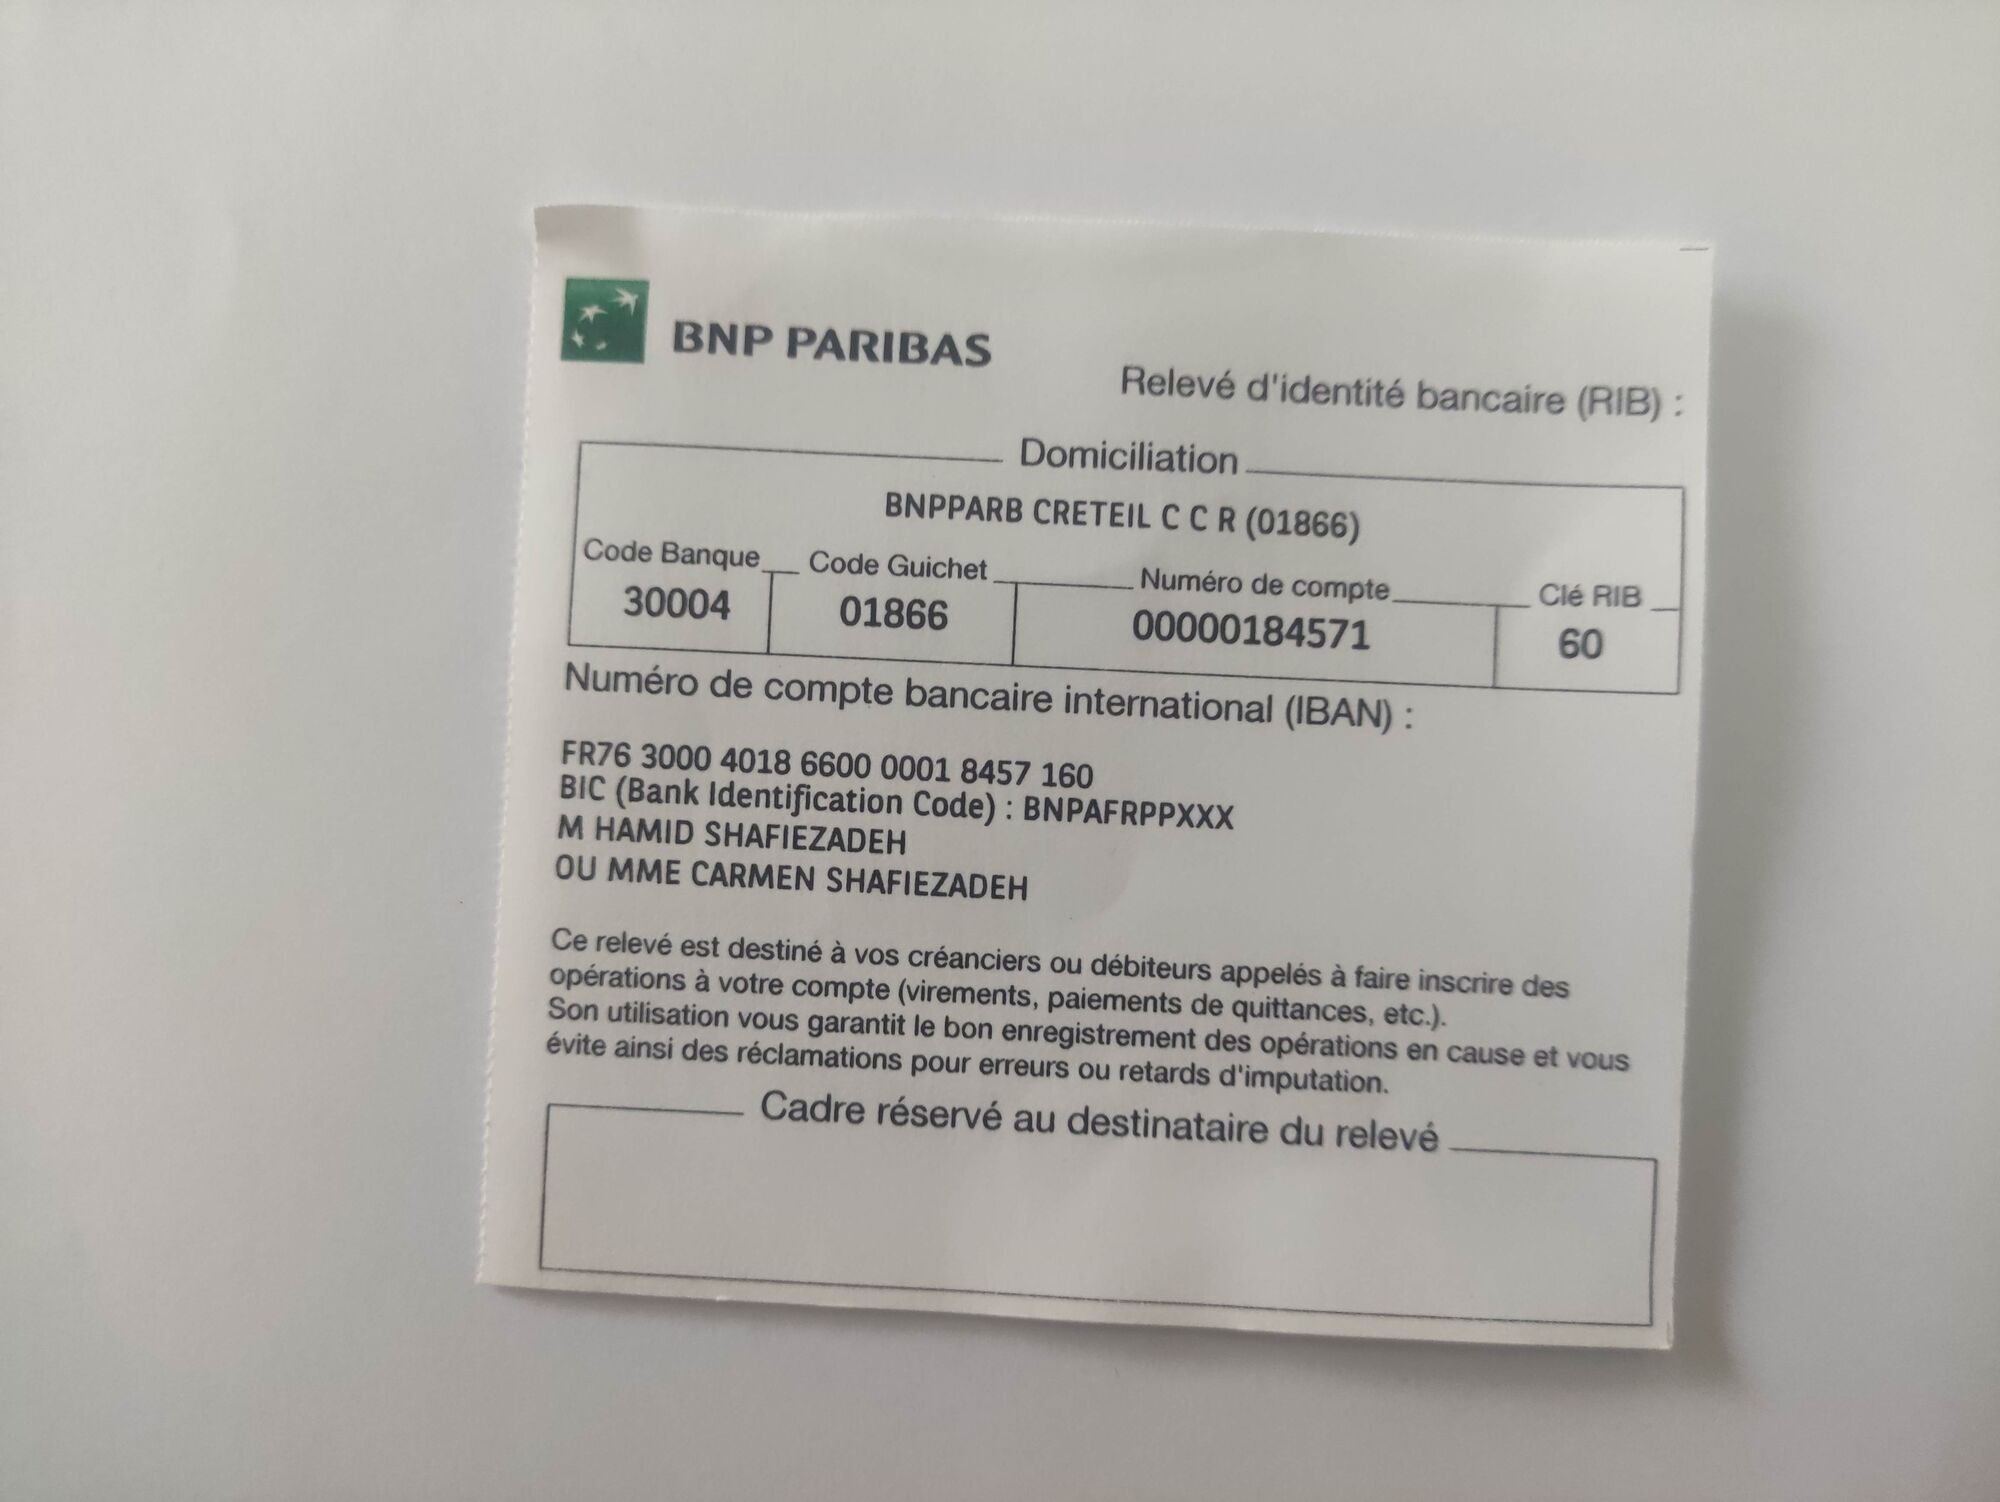 BNP PARIBAS
Relevé d'identité bancaire (RIB) :
Domiciliation
BNPPARB CRETEIL C C R (01866)
Code Banque Code Guichet Numéro de compte Clé RIB
30004 01866 00000184571 60
Numéro de compte bancaire international (IBAN) :
FR76 3000 4018 6600 0001 8457 160
BIC (Bank Identification Code) : BNPAFRPPXXX
M HAMID SHAFIEZADEH
OU MME CARMEN SHAFIEZADEH
Ce relevé est destiné à vos créanciers ou débiteurs appelés à faire inscrire des
opérations à votre compte (virements, paiements de quittances, etc.).
Son utilisation vous garantit le bon enregistrement des opérations en cause et vous
évite ainsi des réclamations pour erreurs ou retards d'imputation.
Cadre réservé au destinataire du relevé